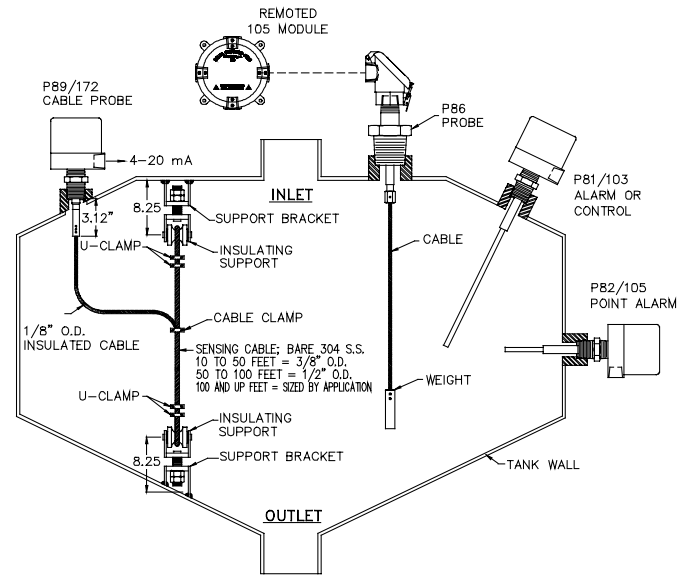 REMOTED
105 MODULE
P89/172
CABLE PROBE
P86
PROBE
4-20 mA
P81/103
ALARM OR
CONTROL
INLET
3.12"
8.25
SUPPORT BRACKET
U-CLAMP
INSULATING
SUPPORT
CABLE
P82/105
POINT ALARM
1/8" O.D.
INSULATED CABLE
CABLE CLAMP
SENSING CABLE; BARE 304 S.S.
10 TO 50 FEET = 3/8" O.D.
50 TO 100 FEET = 1/2" O.D.
100 AND UP FEET = SIZED BY APPLICATION
WEIGHT
U-CLAMP
INSULATING
SUPPORT
8.25
SUPPORT BRACKET
TANK WALL
OUTLET